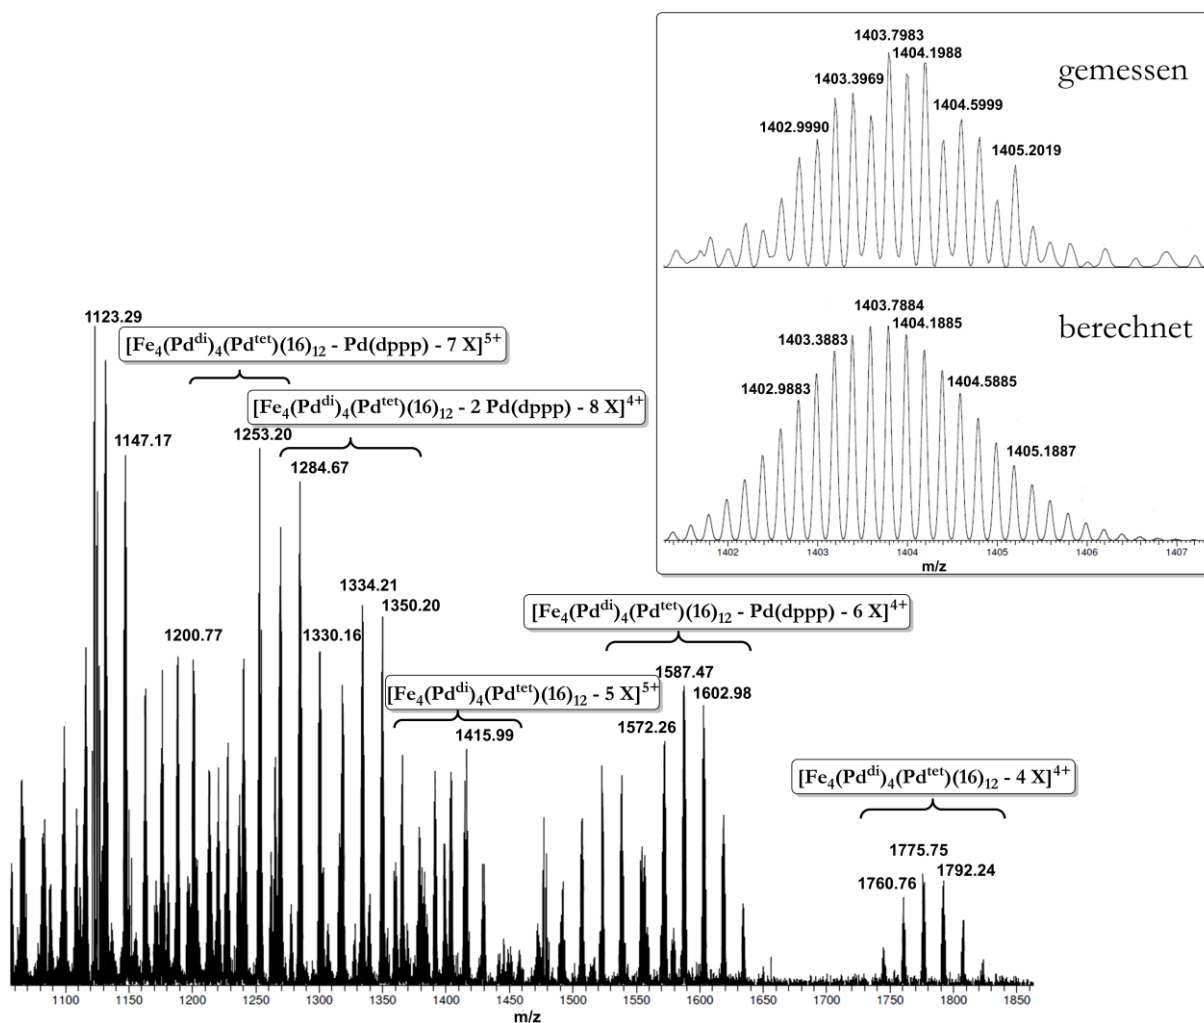 1403.7983
1404.1988
1403.3969
gemessen
1404.5999
1402.9990
1405.2019
1403.7884
1404.1885
berechnet
1403.3883
1404.5885
1402.9883
1405.1887
1402 1403 1404 1405 1406 1407
m/z
1123.29
[Fe₄(Pdᵈⁱ)₄(Pdᵗᵉᵗ)(16)₁₂ - Pd(dppp) - 7 X]⁵⁺
[Fe₄(Pdᵈⁱ)₄(Pdᵗᵉᵗ)(16)₁₂ - 2 Pd(dppp) - 8 X]⁴⁺
1147.17
1253.20
1284.67
1334.21
1350.20
1200.77
1330.16
[Fe₄(Pdᵈⁱ)₄(Pdᵗᵉᵗ)(16)₁₂ - Pd(dppp) - 6 X]⁴⁺
[Fe₄(Pdᵈⁱ)₄(Pdᵗᵉᵗ)(16)₁₂ - 5 X]⁵⁺
1587.47
1602.98
1415.99
1572.26
[Fe₄(Pdᵈⁱ)₄(Pdᵗᵉᵗ)(16)₁₂ - 4 X]⁴⁺
1775.75
1760.76
1792.24
1100 1150 1200 1250 1300 1350 1400 1450 1500 1550 1600 1650 1700 1750 1800 1850
m/z